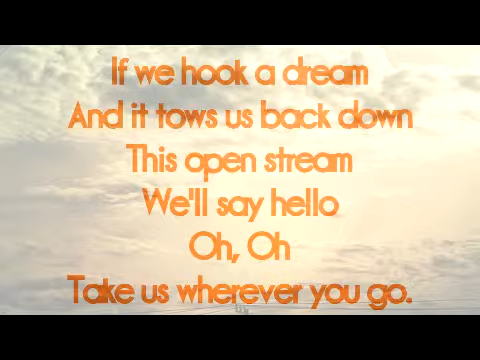 If we hook a dream
And it tows us back down
This open stream
We'll say hello
Oh, Oh
Take us wherever you go.